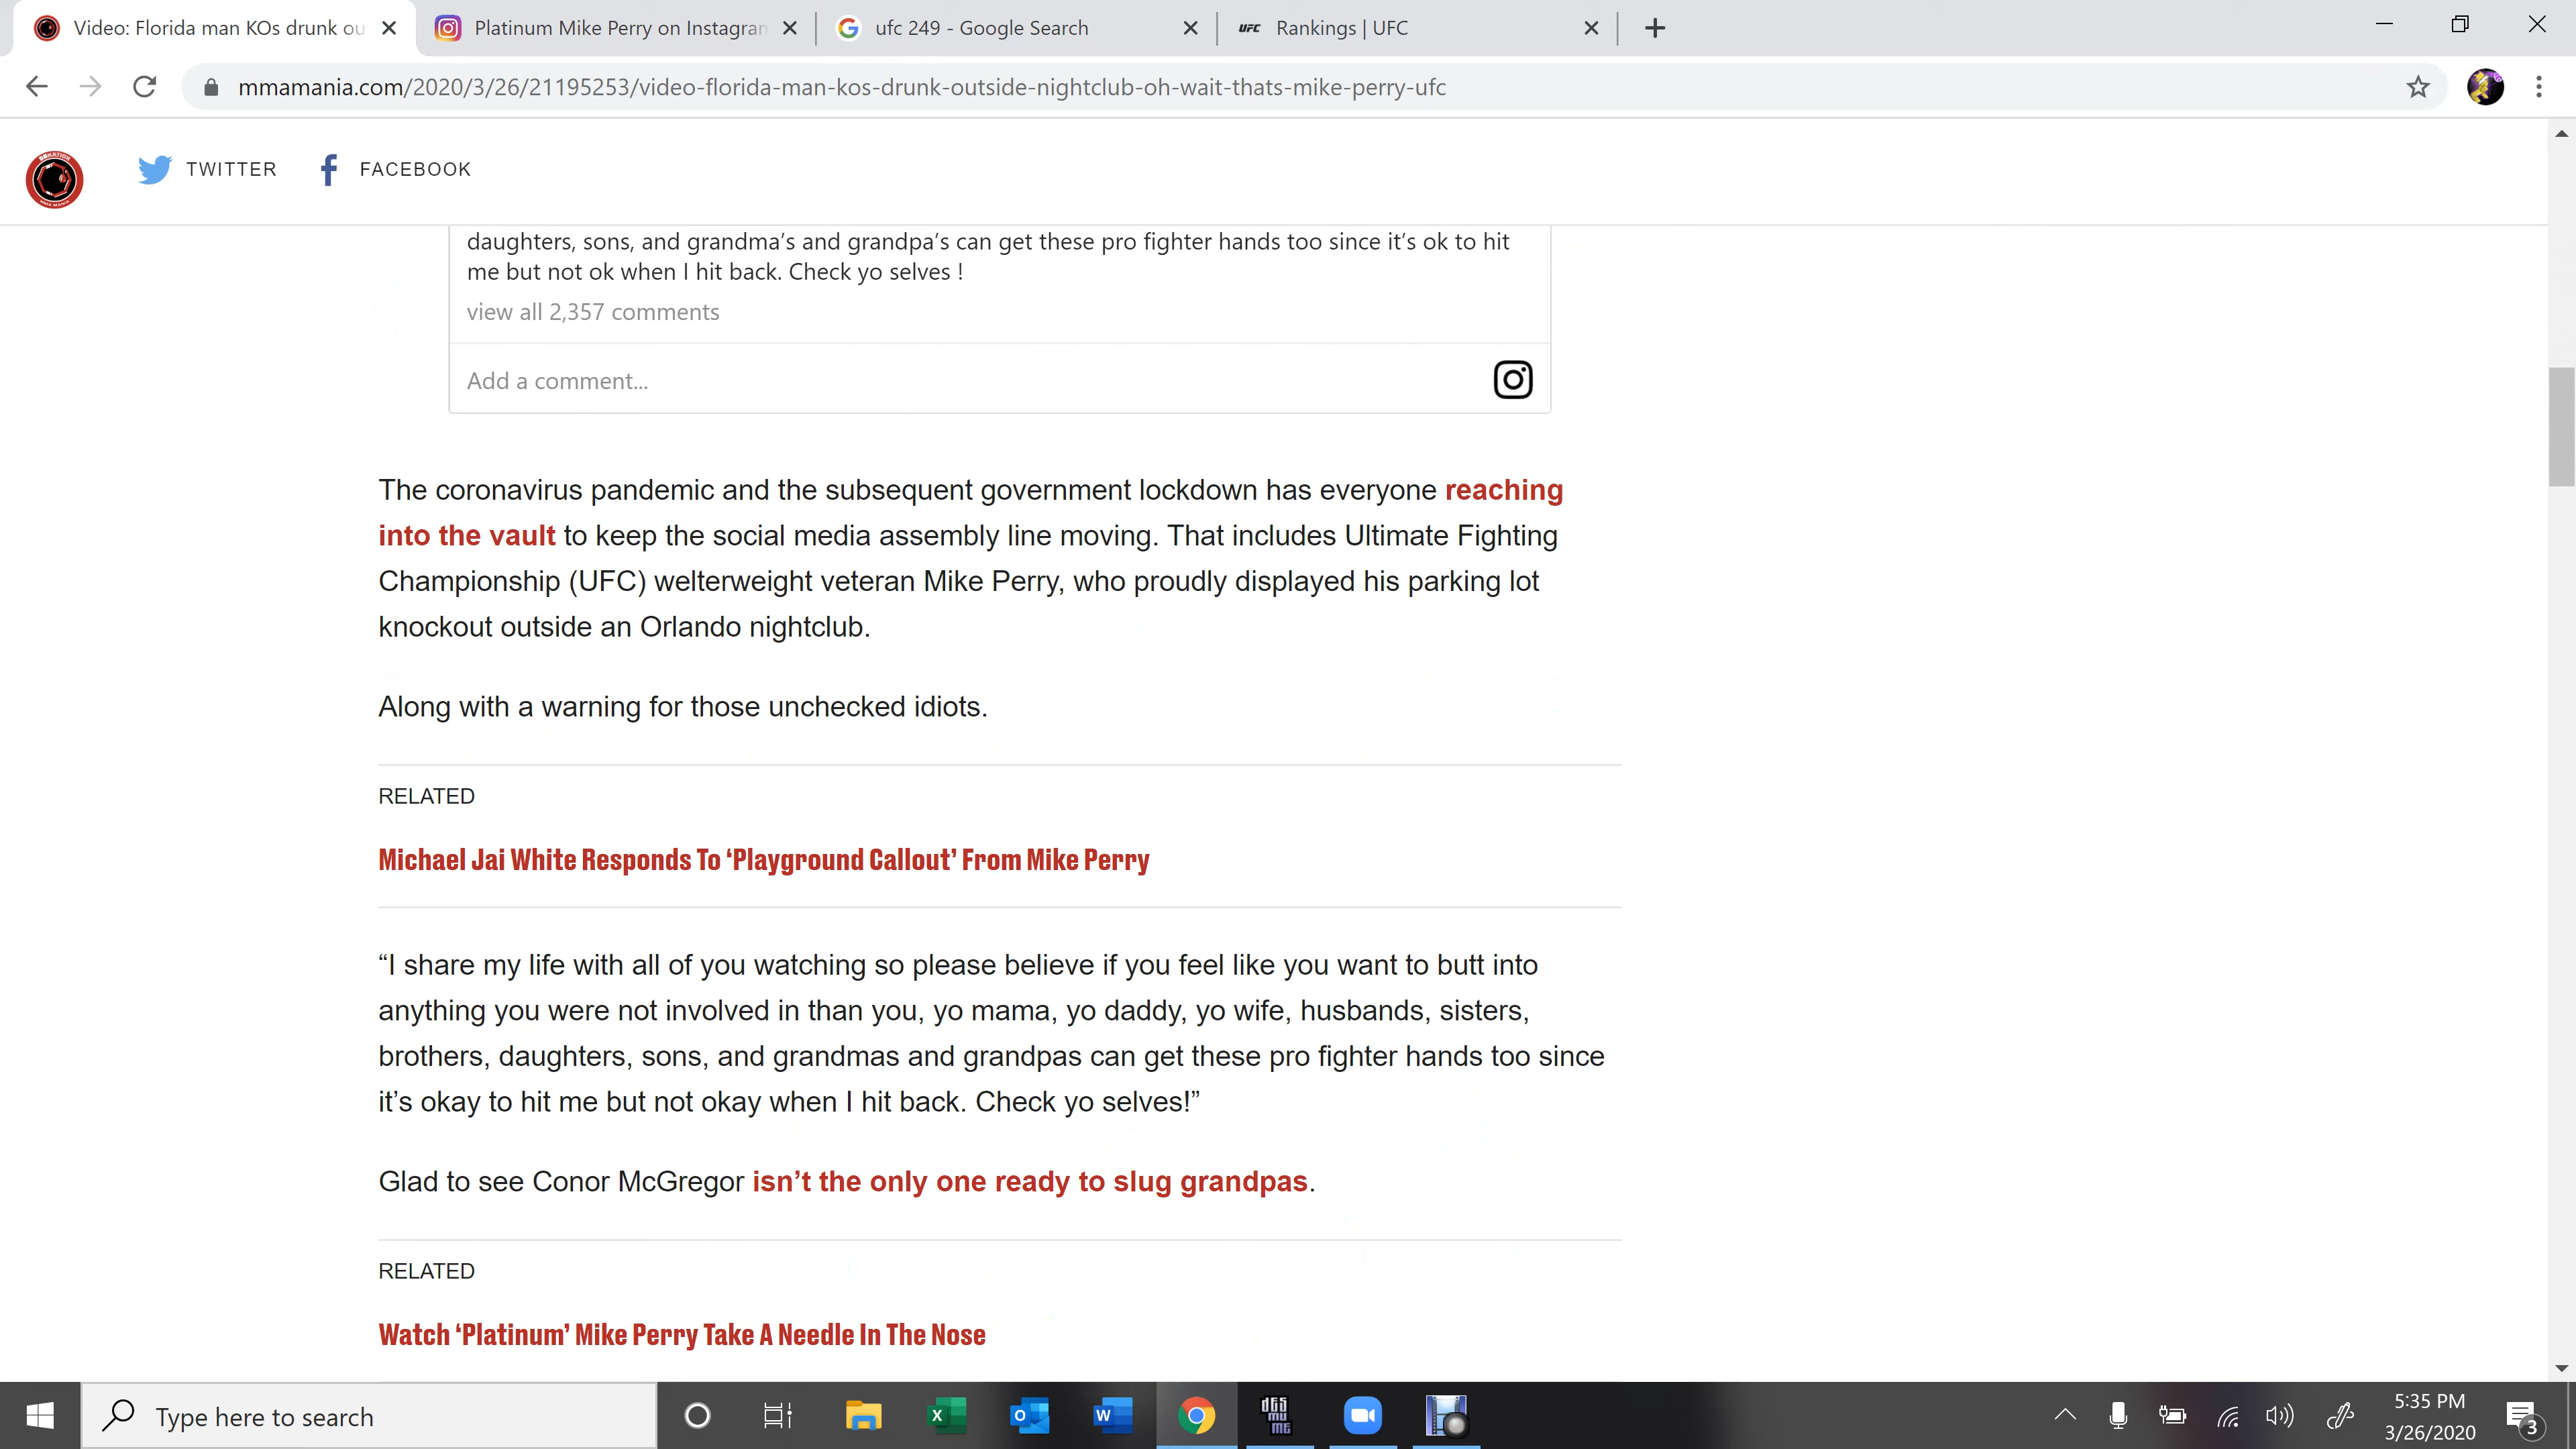 Video: Florida man KOs drunk ou
Platinum Mike Perry on Instagram
ufc 249 - Google Search
UFC Rankings | UFC
mmamania.com/2020/3/26/21195253/video-florida-man-kos-drunk-outside-nightclub-oh-wait-thats-mike-perry-ufc
TWITTER
FACEBOOK
daughters, sons, and grandma’s and grandpa’s can get these pro fighter hands too since it’s ok to hit
me but not ok when I hit back. Check yo selves !
view all 2,357 comments
Add a comment...
The coronavirus pandemic and the subsequent government lockdown has everyone reaching
into the vault to keep the social media assembly line moving. That includes Ultimate Fighting
Championship (UFC) welterweight veteran Mike Perry, who proudly displayed his parking lot
knockout outside an Orlando nightclub.
Along with a warning for those unchecked idiots.
RELATED
Michael Jai White Responds To ‘Playground Callout’ From Mike Perry
“I share my life with all of you watching so please believe if you feel like you want to butt into
anything you were not involved in than you, yo mama, yo daddy, yo wife, husbands, sisters,
brothers, daughters, sons, and grandmas and grandpas can get these pro fighter hands too since
it’s okay to hit me but not okay when I hit back. Check yo selves!”
Glad to see Conor McGregor isn’t the only one ready to slug grandpas.
RELATED
Watch ‘Platinum’ Mike Perry Take A Needle In The Nose
Type here to search
5:35 PM
3/26/2020
3